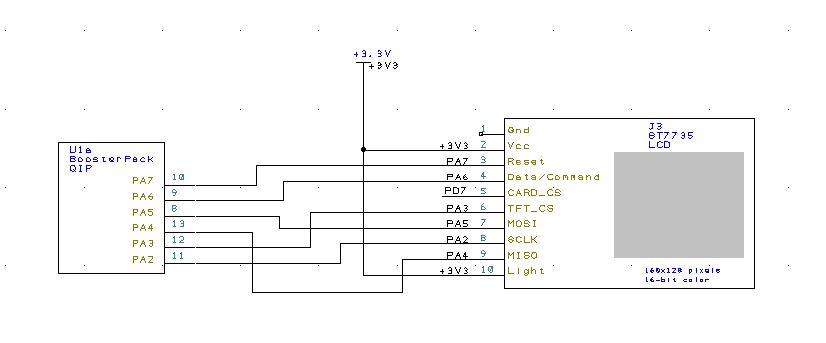 +3.3V
+3V3
U1a
BoosterPack
QIP
PA7 10
PA6 9
PA5 8
PA4 13
PA3 12
PA2 11
J3
ST7735
LCD
1 Gnd
+3V3 2 Vcc
PA7 3 Reset
PA6 4 Data/Command
PD7 5 CARD_CS
PA3 6 TFT_CS
PA5 7 MOSI
PA2 8 SCLK
PA4 9 MISO
+3V3 10 Light
160x128 pixels
16-bit color